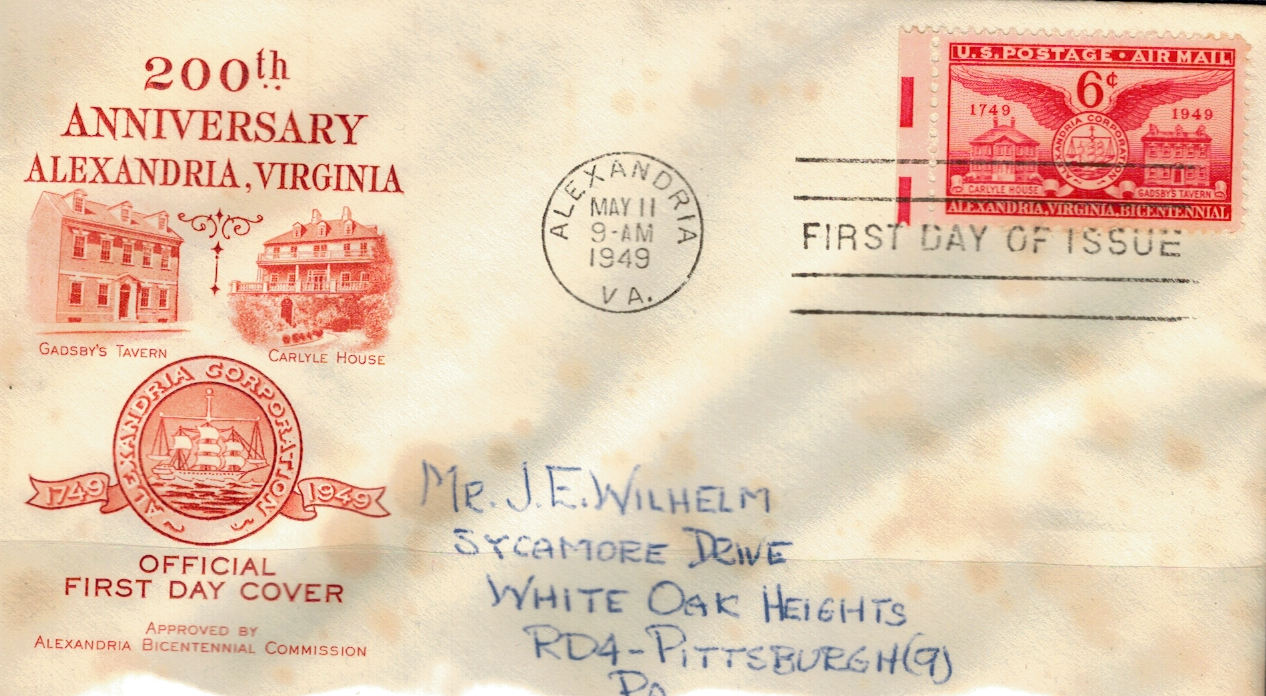 200th
ANNIVERSARY
ALEXANDRIA, VIRGINIA
GADSBY'S TAVERN
CARLYLE HOUSE
ALEXANDRIA CORPORATION
1749
1949
OFFICIAL
FIRST DAY COVER
APPROVED BY
ALEXANDRIA BICENTENNIAL COMMISSION
ALEXANDRIA
MAY 11
9-AM
1949
VA.
U.S. POSTAGE • AIR MAIL
6¢
1749
1949
ALEXANDRIA CORPORATION
CARLYLE HOUSE
GADSBY'S TAVERN
ALEXANDRIA, VIRGINIA, BICENTENNIAL
FIRST DAY OF ISSUE
MR. J. E. WILHELM
SYCAMORE DRIVE
WHITE OAK HEIGHTS
RD4-PITTSBURGH(9)
PA